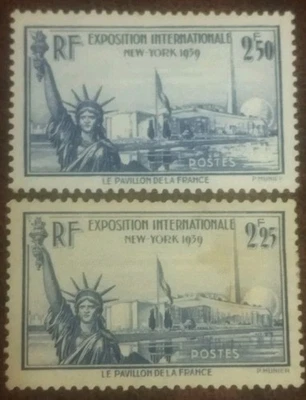 RF EXPOSITION INTERNATIONALE 2F50
NEW-YORK 1939
POSTES
LE PAVILLON DE LA FRANCE
RF EXPOSITION INTERNATIONALE 2F25
NEW-YORK 1939
POSTES
LE PAVILLON DE LA FRANCE